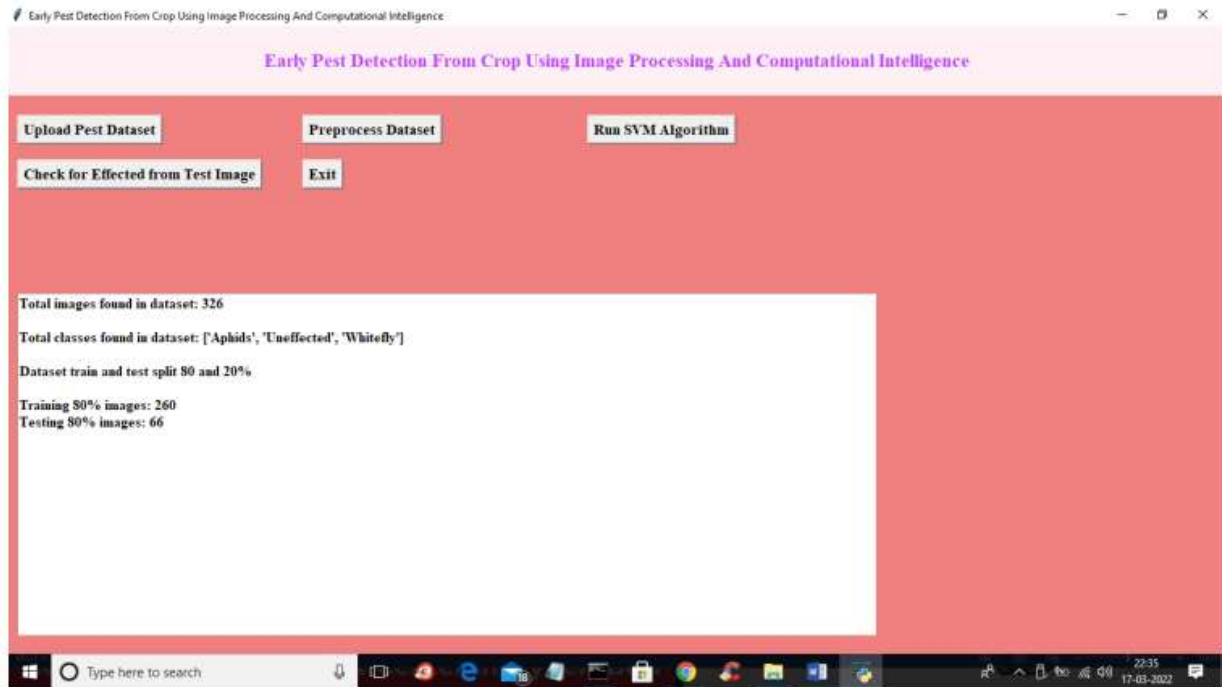 Early Pest Detection From Crop Using Image Processing And Computational Intelligence
Early Pest Detection From Crop Using Image Processing And Computational Intelligence
Upload Pest Dataset
Preprocess Dataset
Run SVM Algorithm
Check for Effected from Test Image
Exit
Total images found in dataset: 326
Total classes found in dataset: ['Aphids', 'Uneffected', 'Whitefly']
Dataset train and test split 80 and 20%
Training 80% images: 260
Testing 80% images: 66
Type here to search
18
22:35
17-03-2022